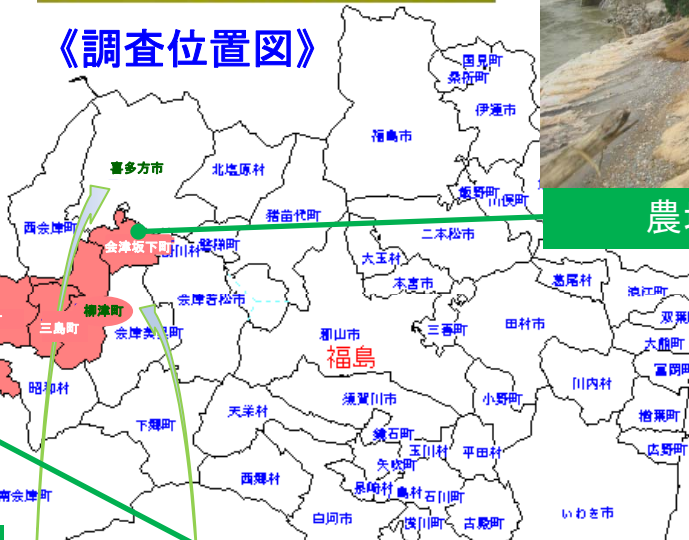 《調査位置図》
国見町
桑折町
伊達市
福島市
喜多方市
北塩原村
飯野町
川俣町
猪苗代町
西会津町
二本松市
会津坂下町
湯川村
磐梯町
大玉村
本宮市
葛尾村
浪江町
会津若松市
柳津町
双葉
三島町
会津美里町
郡山市
三春町
田村市
大熊町
福島
富岡町
昭和村
川内村
須賀川市
小野町
天栄村
楢葉町
下郷町
鏡石町
玉川村
平田村
広野町
矢吹町
西郷村
泉崎村
中島村
石川町
南会津町
白河市
浅川町
古殿町
いわき市
農